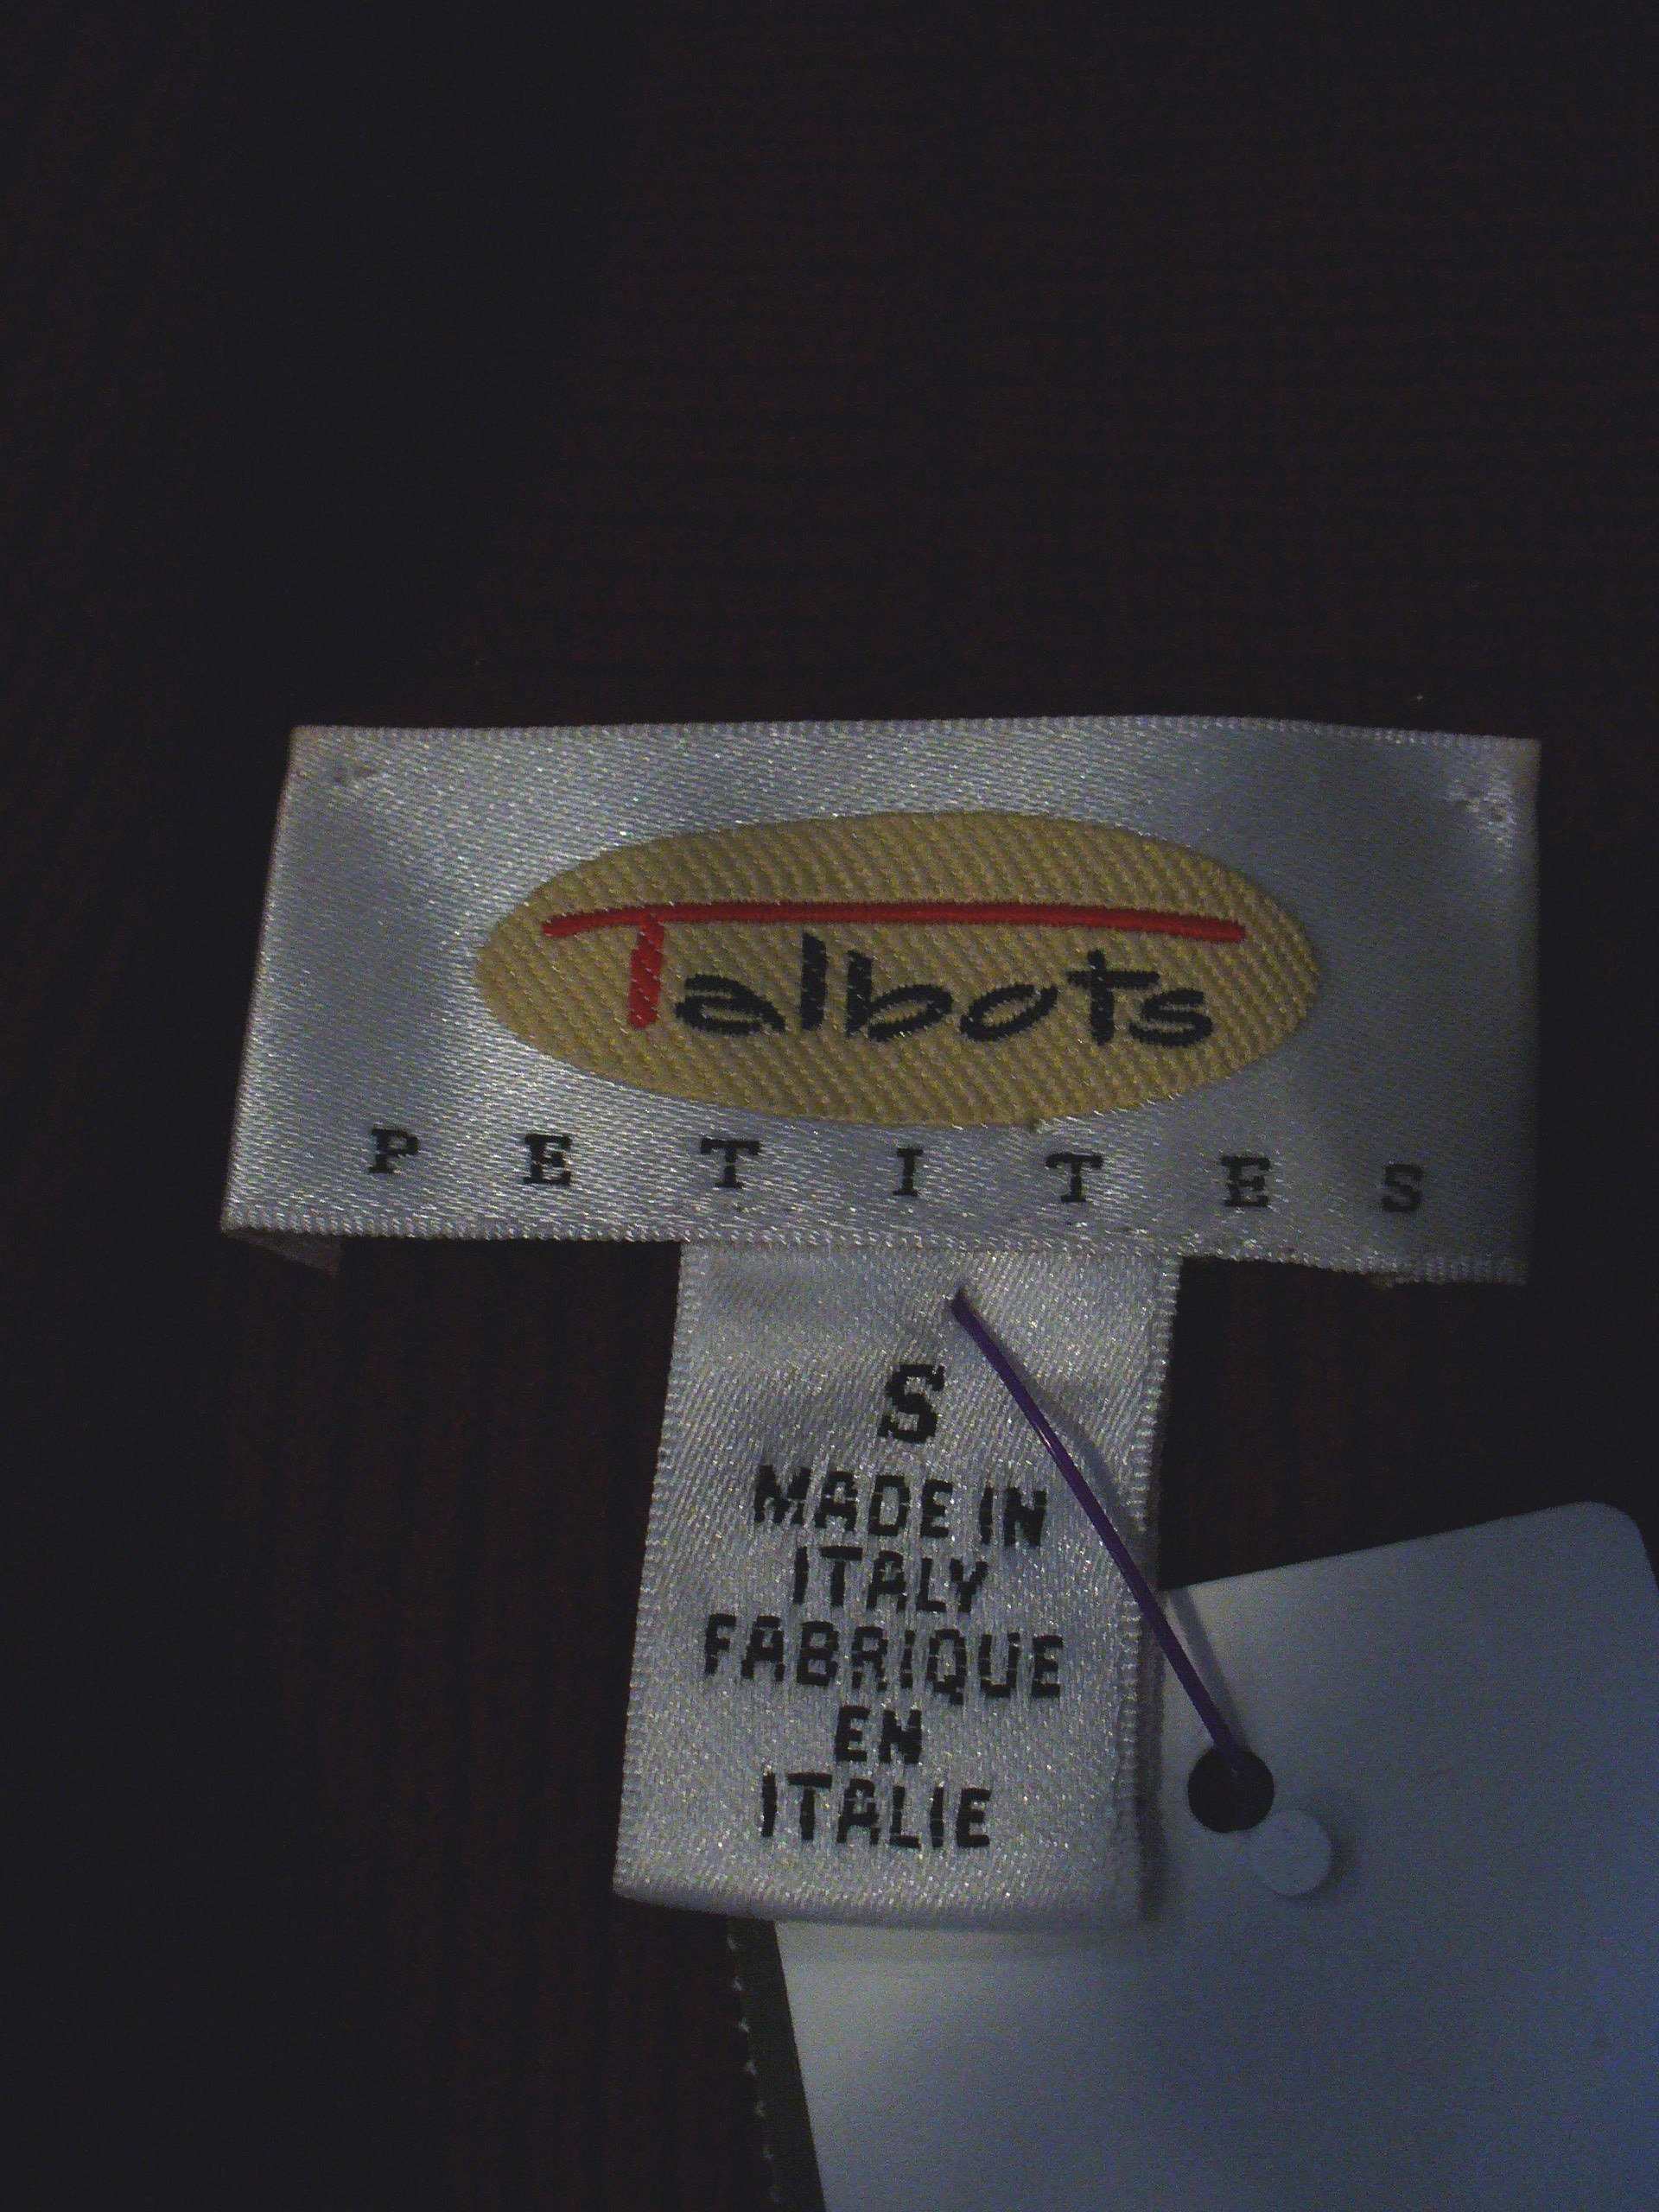 Talbots
PETITES
S
MADE IN
ITALY
FABRIQUE
EN
ITALIE